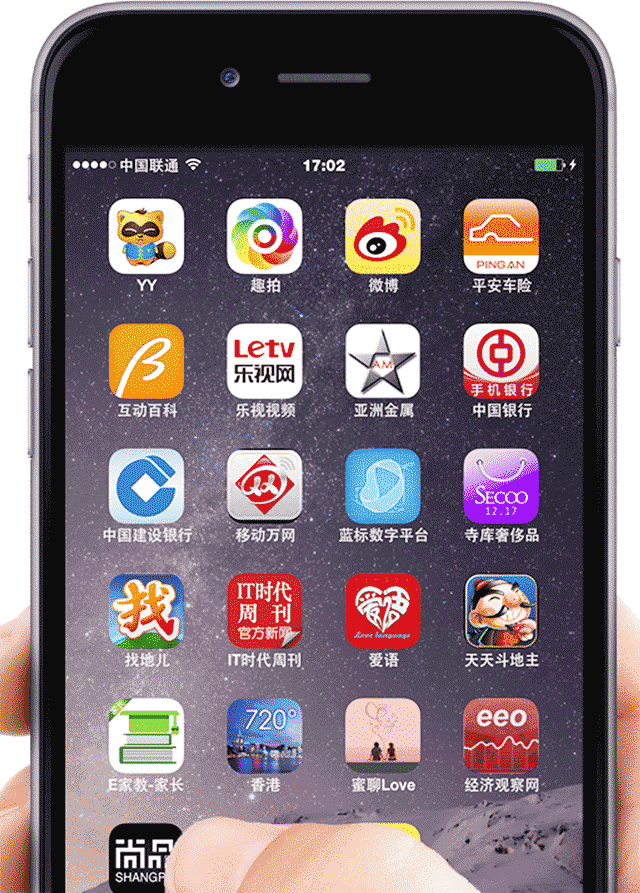 中国联通
17:02
YY
趣拍
微博
PINGAN
平安车险
互动百科
Letv
乐视网
乐视视频
AM
亚洲金属
手机银行
中国银行
中国建设银行
移动万网
蓝标数字平台
SECOO
12.17
寺库奢侈品
找
找地儿
IT时代
周刊
官方新闻
IT时代周刊
爱语
Love language
爱语
天天斗地主
E家教-家长
720°
香港
蜜聊Love
eeo
经济观察网
尚品
SHANGP